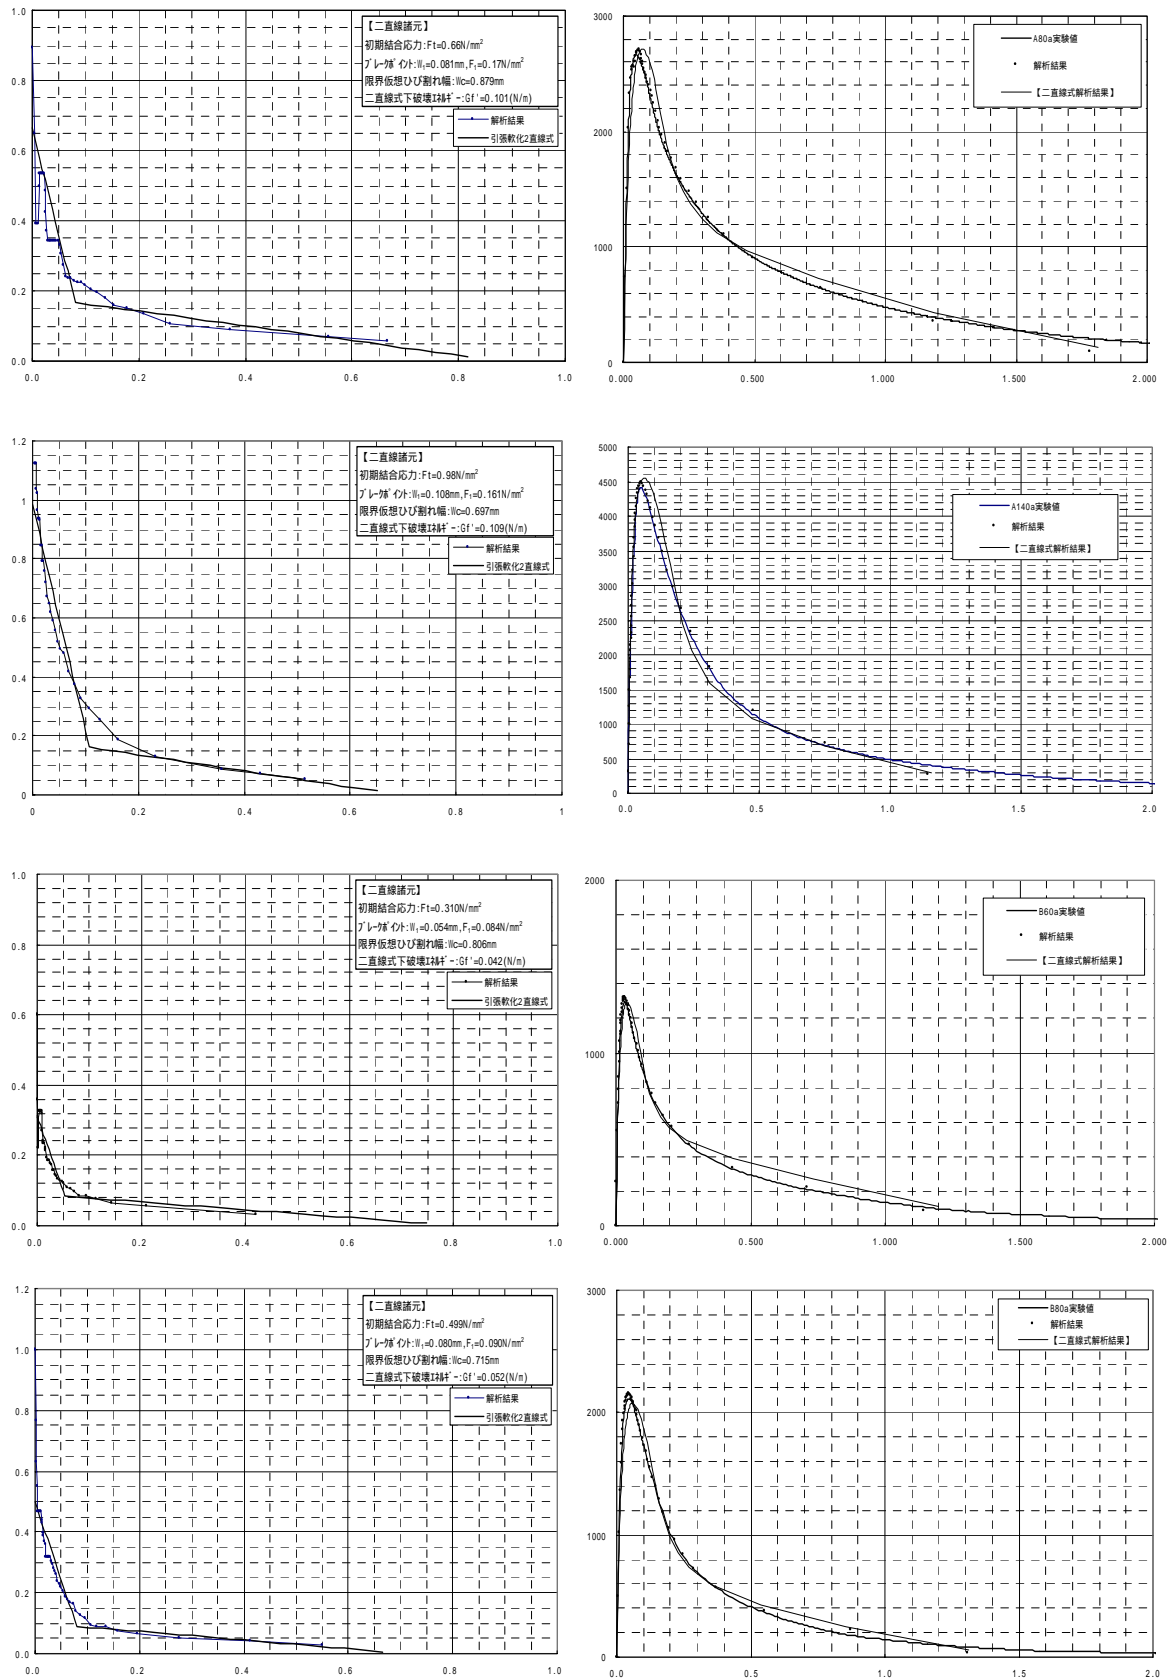 【二直線諸元】
初期結合応力:Ft=0.66N/mm²
ブレークポイント:W₁=0.081mm,F₁=0.17N/mm²
限界仮想ひび割れ幅:Wc=0.879mm
二直線式下破壊エネルギー:Gf'=0.101(N/m)
解析結果
引張軟化2直線式
1.0
0.8
0.6
0.4
0.2
0.0
0.0 0.2 0.4 0.6 0.8 1.0
A80a実験値
解析結果
【二直線式解析結果】
3000
2000
1000
0
0.000 0.500 1.000 1.500 2.000
【二直線諸元】
初期結合応力:Ft=0.98N/mm²
ブレークポイント:W₁=0.108mm,F₁=0.161N/mm²
限界仮想ひび割れ幅:Wc=0.697mm
二直線式下破壊エネルギー:Gf'=0.109(N/m)
解析結果
引張軟化2直線式
1.2
1
0.8
0.6
0.4
0.2
0
0 0.2 0.4 0.6 0.8 1
A140a実験値
解析結果
【二直線式解析結果】
5000
4500
4000
3500
3000
2500
2000
1500
1000
500
0
0.0 0.5 1.0 1.5 2.0
【二直線諸元】
初期結合応力:Ft=0.310N/mm²
ブレークポイント:W₁=0.054mm,F₁=0.084N/mm²
限界仮想ひび割れ幅:Wc=0.806mm
二直線式下破壊エネルギー:Gf'=0.042(N/m)
解析結果
引張軟化2直線式
1.0
0.8
0.6
0.4
0.2
0.0
0.0 0.2 0.4 0.6 0.8 1.0
B60a実験値
解析結果
【二直線式解析結果】
2000
1000
0
0.000 0.500 1.000 1.500 2.000
【二直線諸元】
初期結合応力:Ft=0.499N/mm²
ブレークポイント:W₁=0.080mm,F₁=0.090N/mm²
限界仮想ひび割れ幅:Wc=0.715mm
二直線式下破壊エネルギー:Gf'=0.052(N/m)
解析結果
引張軟化2直線式
1.2
1.0
0.8
0.6
0.4
0.2
0.0
0.0 0.2 0.4 0.6 0.8 1.0
B80a実験値
解析結果
【二直線式解析結果】
3000
2000
1000
0
0.0 0.5 1.0 1.5 2.0